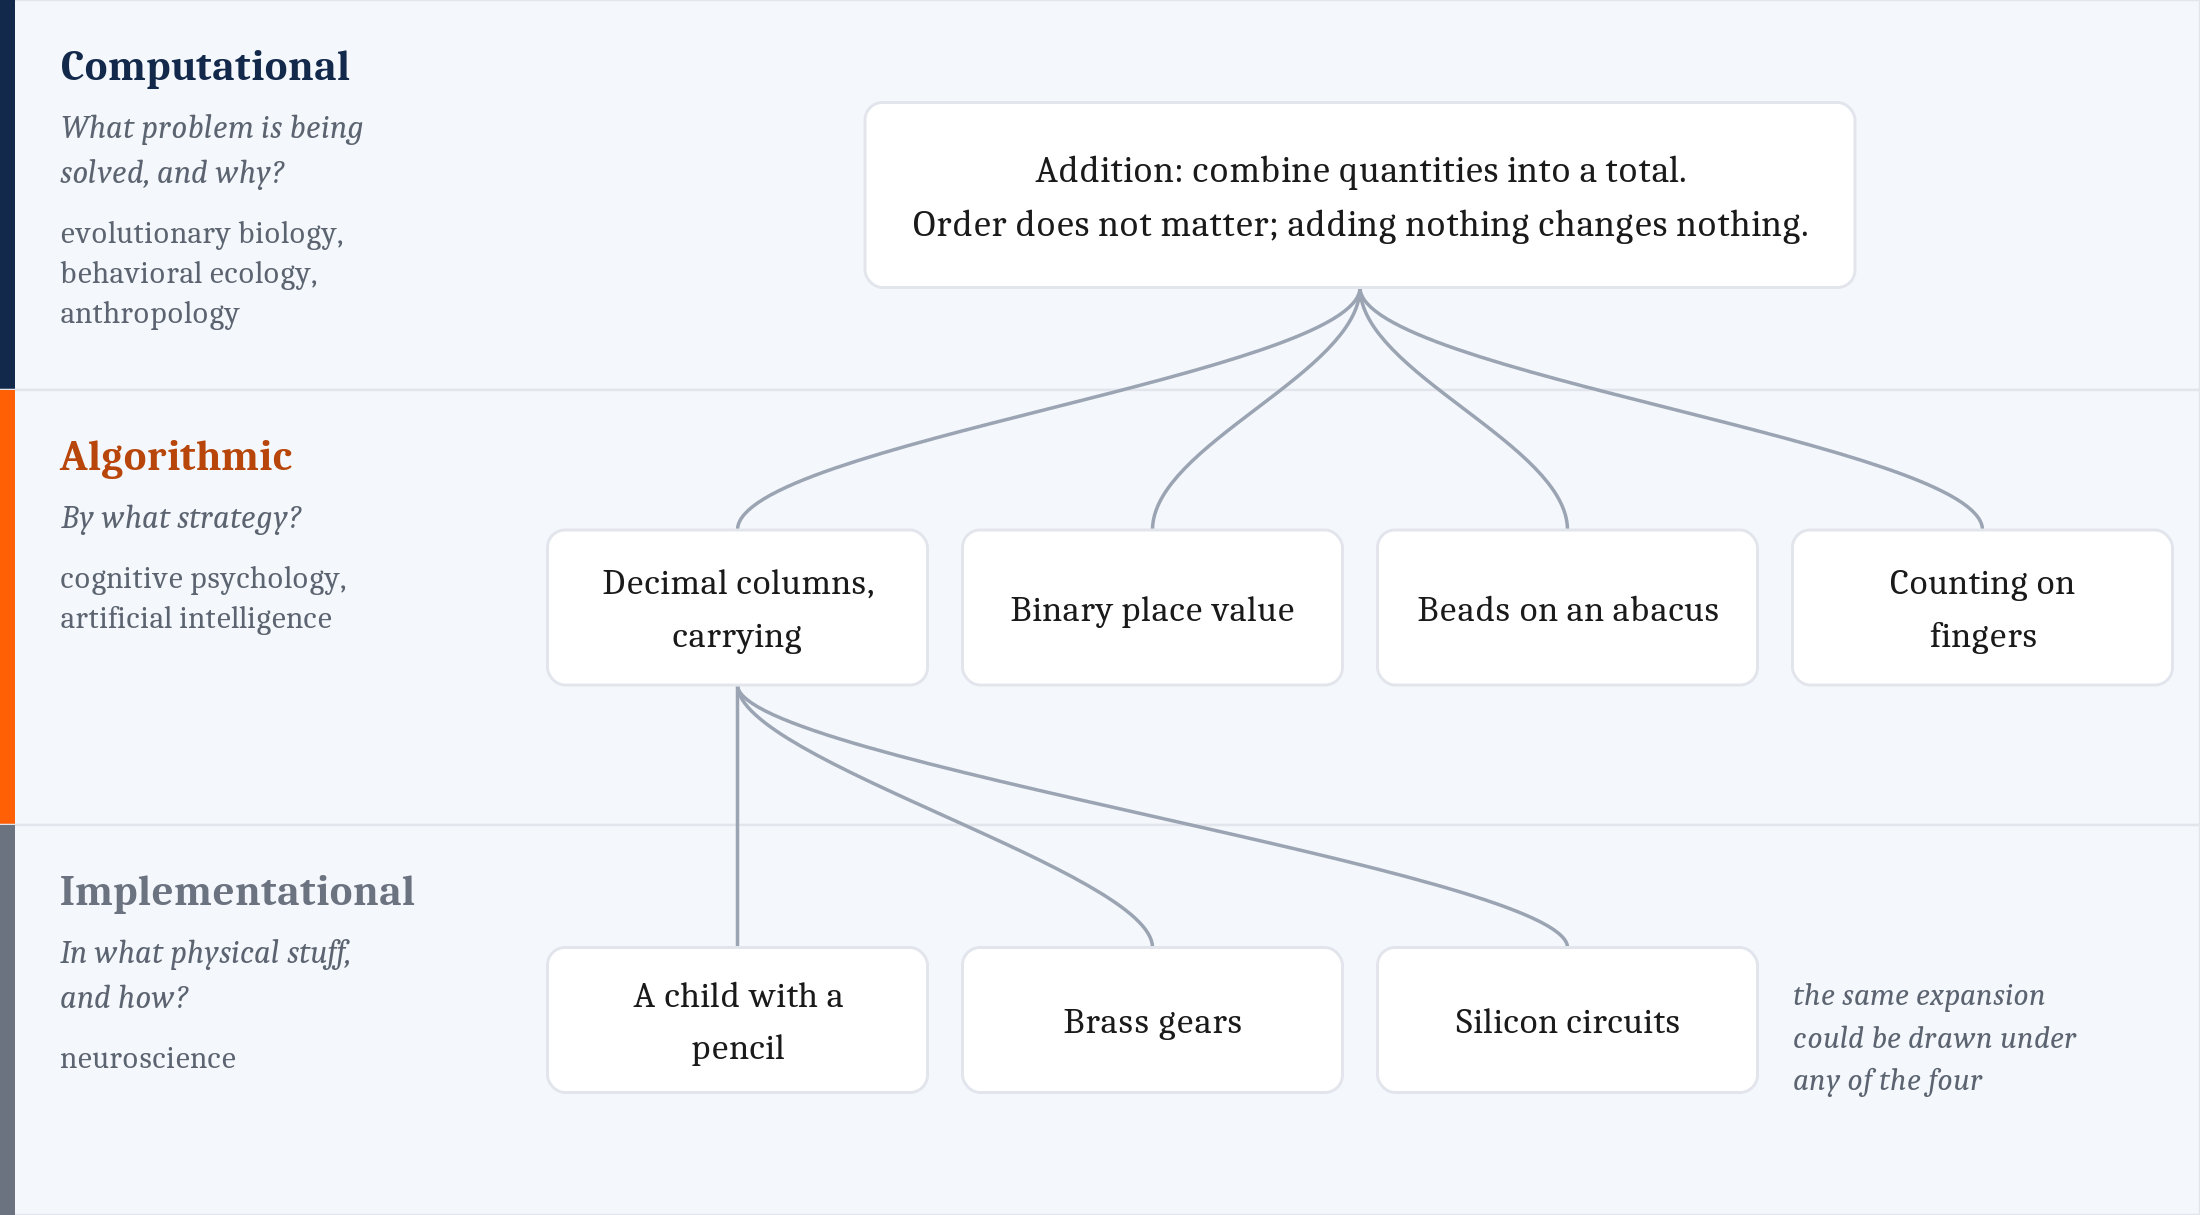 Computational
What problem is being
solved, and why?
evolutionary biology,
behavioral ecology,
anthropology
Addition: combine quantities into a total.
Order does not matter; adding nothing changes nothing.
Algorithmic
By what strategy?
cognitive psychology,
artificial intelligence
Decimal columns,
carrying
Binary place value
Beads on an abacus
Counting on
fingers
Implementational
In what physical stuff,
and how?
neuroscience
A child with a
pencil
Brass gears
Silicon circuits
the same expansion
could be drawn under
any of the four